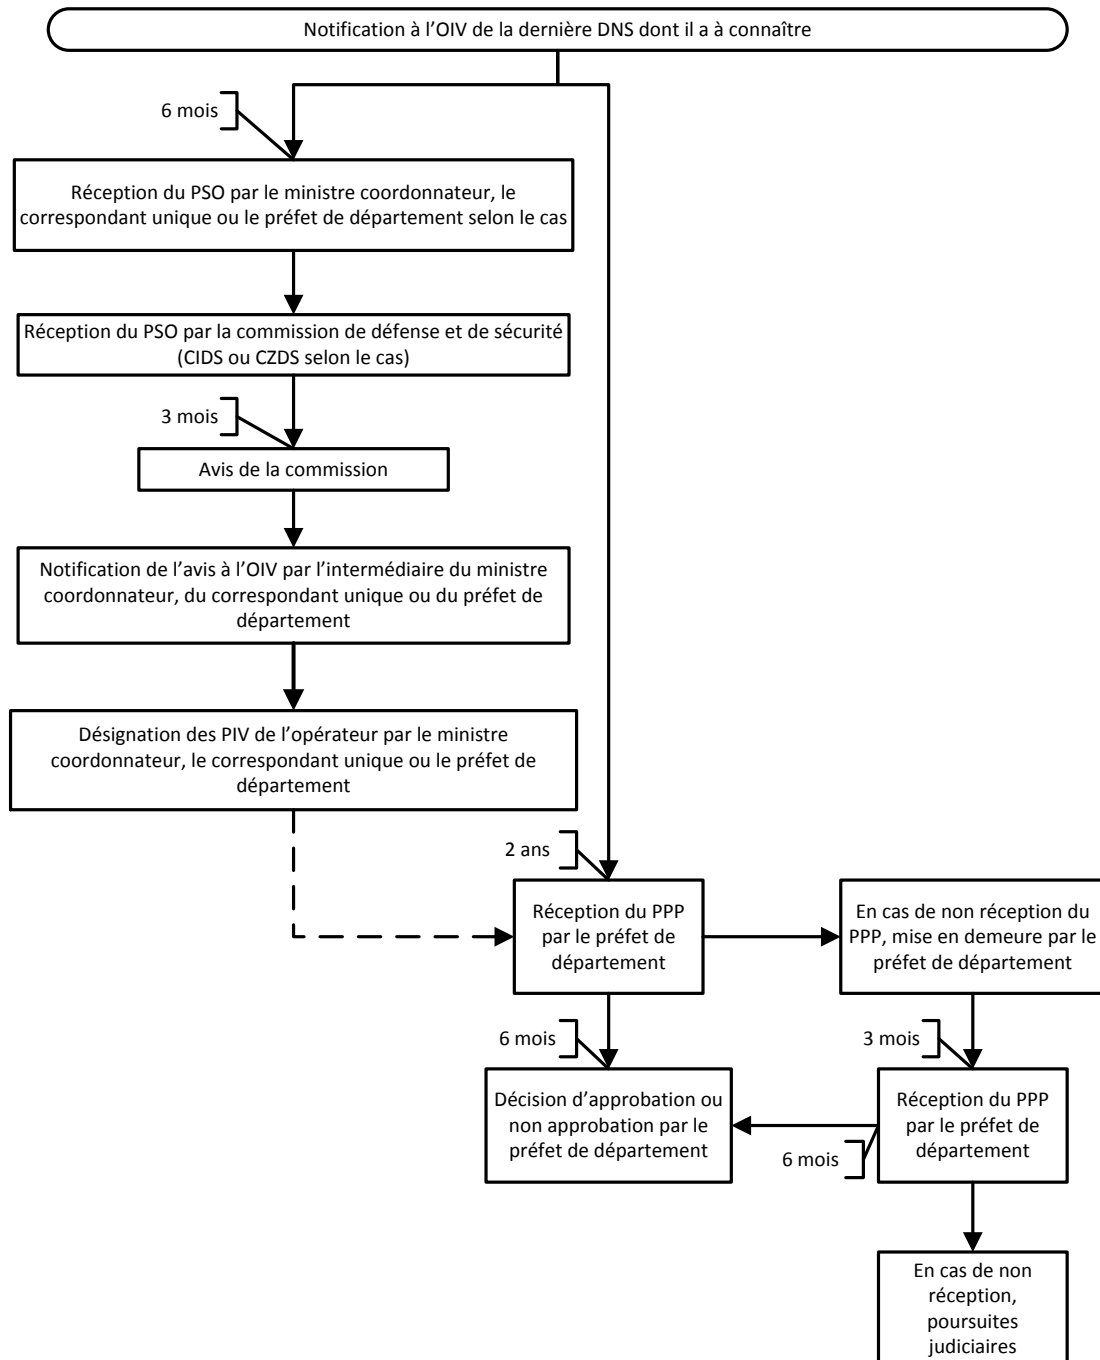 Notification à l’OIV de la dernière DNS dont il a à connaître
6 mois
Réception du PSO par le ministre coordonnateur, le
correspondant unique ou le préfet de département selon le cas
Réception du PSO par la commission de défense et de sécurité
(CIDS ou CZDS selon le cas)
3 mois
Avis de la commission
Notification de l’avis à l’OIV par l’intermédiaire du ministre
coordonnateur, du correspondant unique ou du préfet de
département
Désignation des PIV de l’opérateur par le ministre
coordonnateur, le correspondant unique ou le préfet de
département
2 ans
Réception du PPP
par le préfet de
département
En cas de non réception du
PPP, mise en demeure par le
préfet de département
6 mois
3 mois
Décision d’approbation ou
non approbation par le
préfet de département
Réception du PPP
par le préfet de
département
6 mois
En cas de non
réception,
poursuites
judiciaires